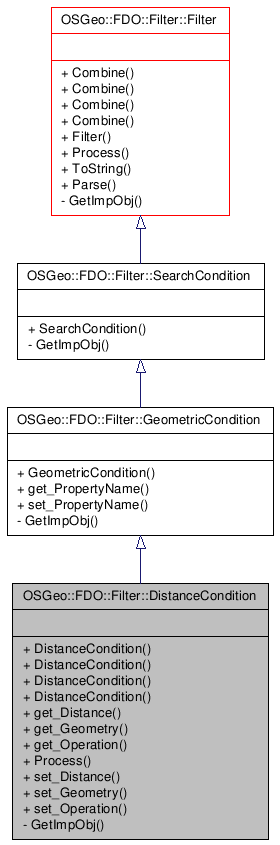 OSGeo::FDO::Filter::Filter
+ Combine()
+ Combine()
+ Combine()
+ Combine()
+ Filter()
+ Process()
+ ToString()
+ Parse()
- GetImpObj()
OSGeo::FDO::Filter::SearchCondition
+ SearchCondition()
- GetImpObj()
OSGeo::FDO::Filter::GeometricCondition
+ GeometricCondition()
+ get_PropertyName()
+ set_PropertyName()
- GetImpObj()
OSGeo::FDO::Filter::DistanceCondition
+ DistanceCondition()
+ DistanceCondition()
+ DistanceCondition()
+ DistanceCondition()
+ get_Distance()
+ get_Geometry()
+ get_Operation()
+ Process()
+ set_Distance()
+ set_Geometry()
+ set_Operation()
- GetImpObj()